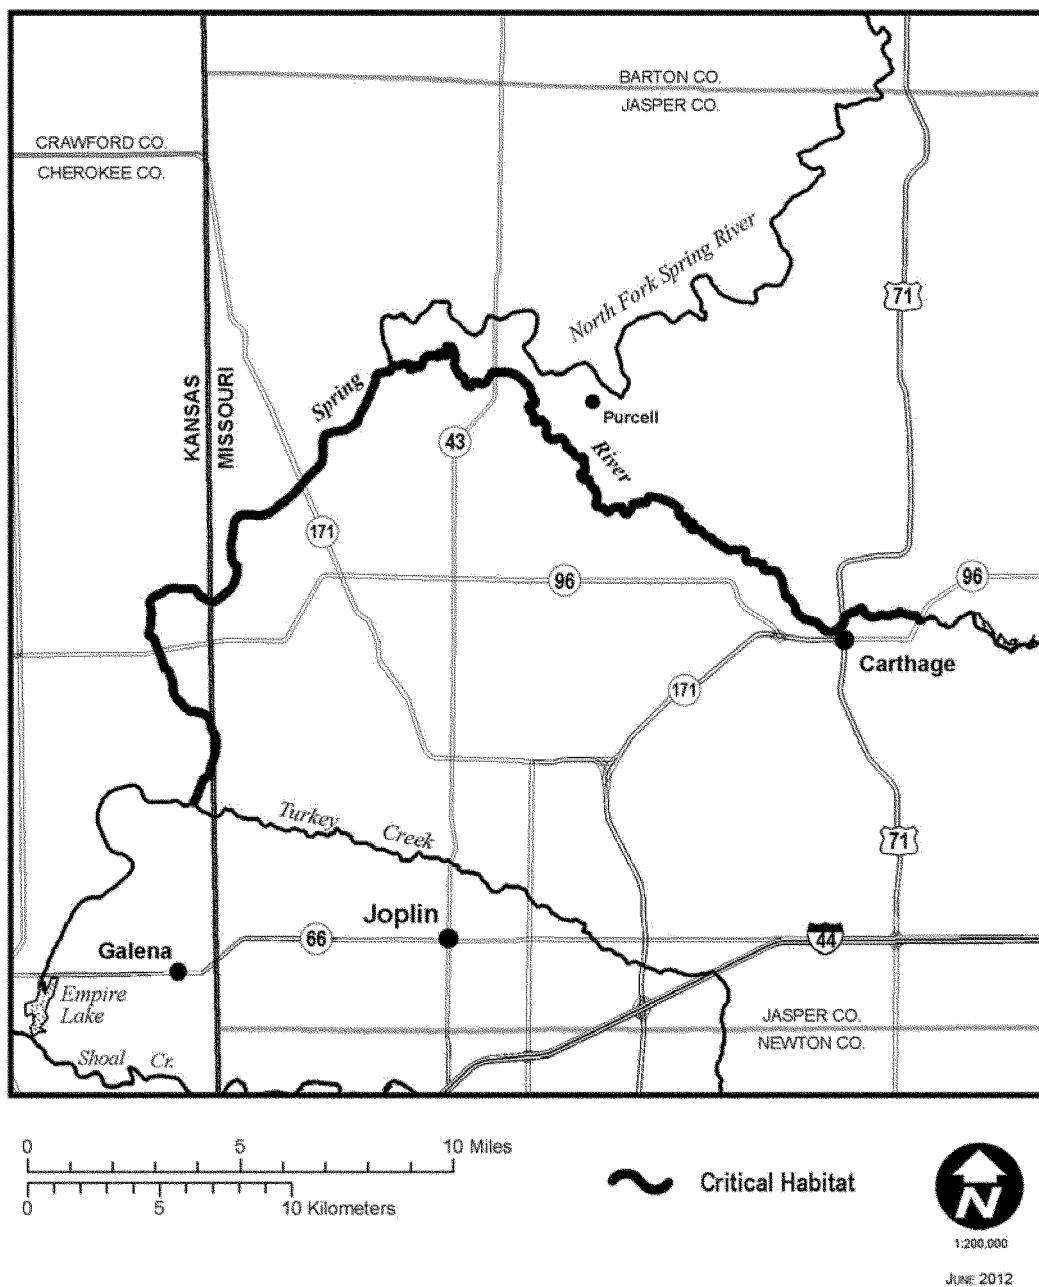 BARTON CO.
JASPER CO.
CRAWFORD CO.
CHEROKEE CO.
North Fork Spring River
71
KANSAS
MISSOURI
Spring
River
Purcell
43
171
96
96
Carthage
171
Turkey
Creek
71
Joplin
66
44
Galena
Empire
Lake
JASPER CO.
NEWTON CO.
Shoal Cr.
0 5 10 Miles
0 5 10 Kilometers
Critical Habitat
N
1:200,000
JUNE 2012